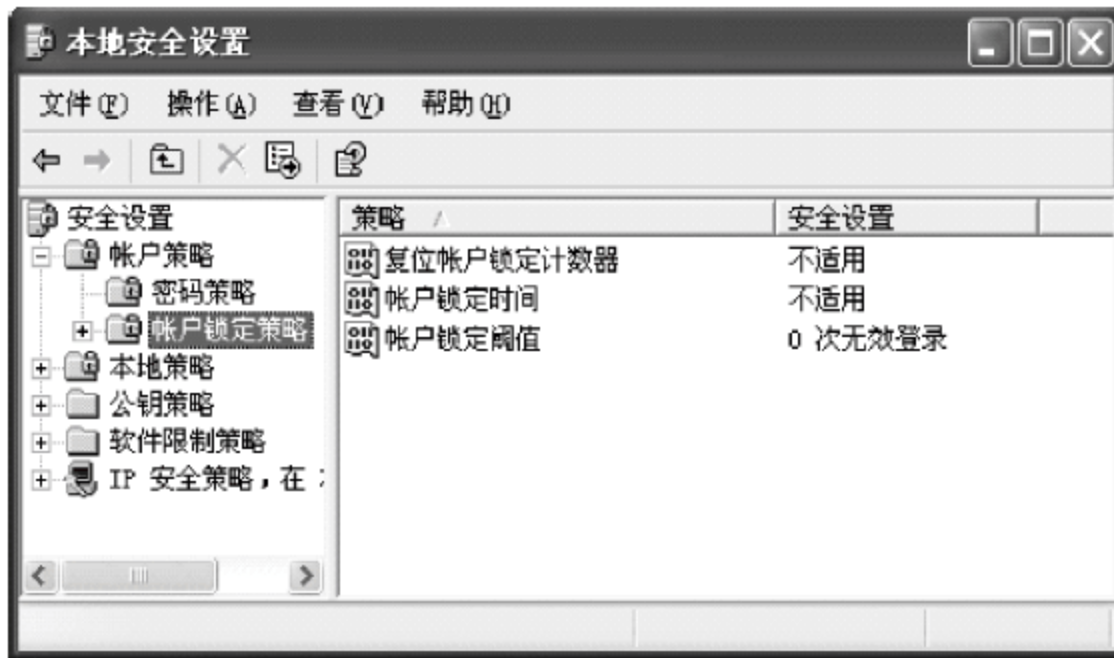 本地安全设置
文件(F) 操作(A) 查看(V) 帮助(H)
安全设置
帐户策略
密码策略
帐户锁定策略
本地策略
公钥策略
软件限制策略
IP 安全策略，在
策略 安全设置
复位帐户锁定计数器 不适用
帐户锁定时间 不适用
帐户锁定阈值 0 次无效登录